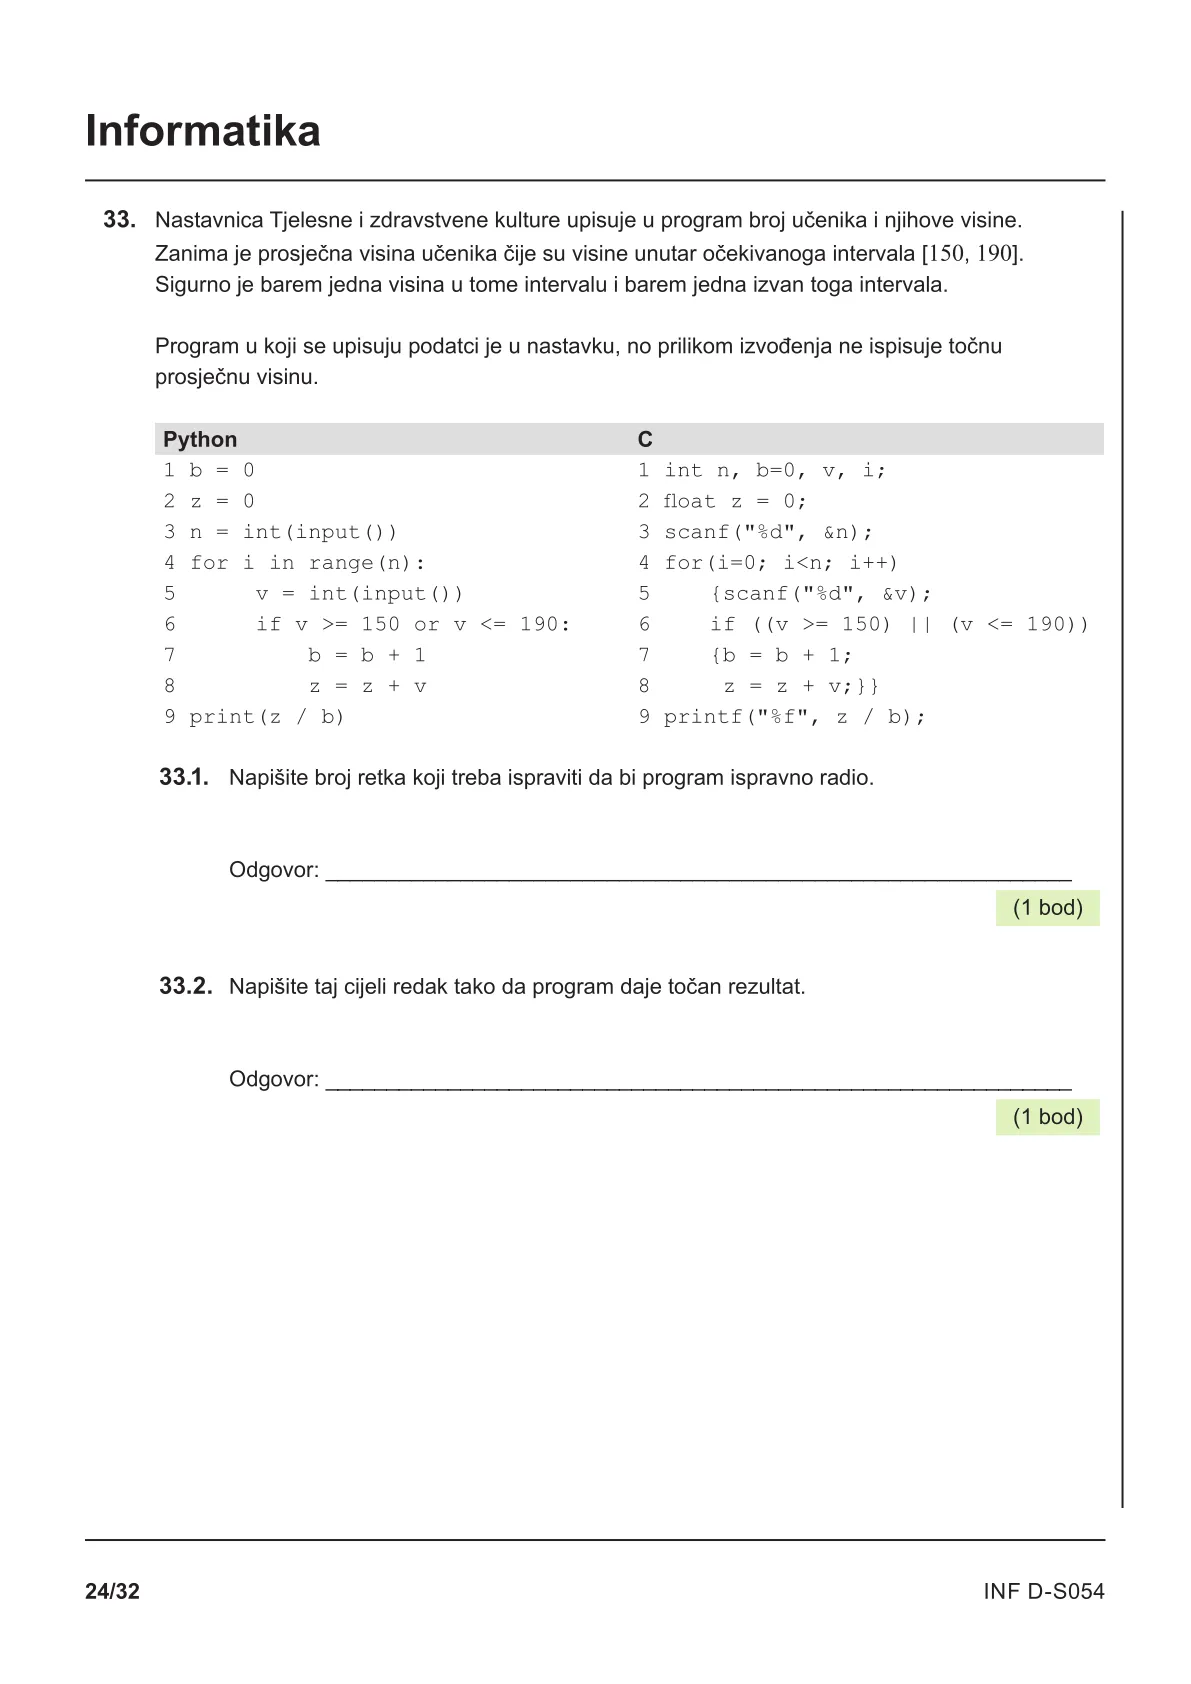 Informatika
33. Nastavnica Tjelesne i zdravstvene kulture upisuje u program broj učenika i njihove visine.
Zanima je prosječna visina učenika čije su visine unutar očekivanoga intervala [150, 190].
Sigurno je barem jedna visina u tome intervalu i barem jedna izvan toga intervala.
Program u koji se upisuju podatci je u nastavku, no prilikom izvođenja ne ispisuje točnu
prosječnu visinu.
Python
1 b = 0
2 z = 0
3 n = int(input())
4 for i in range(n):
5      v = int(input())
6      if v >= 150 or v <= 190:
7          b = b + 1
8          z = z + v
9 print(z / b)
C
1 int n, b=0, v, i;
2 float z = 0;
3 scanf("%d", &n);
4 for(i=0; i<n; i++)
5    {scanf("%d", &v);
6    if ((v >= 150) || (v <= 190))
7    {b = b + 1;
8     z = z + v;}}
9 printf("%f", z / b);
33.1. Napišite broj retka koji treba ispraviti da bi program ispravno radio.
Odgovor: ____________________________________________________________
(1 bod)
33.2. Napišite taj cijeli redak tako da program daje točan rezultat.
Odgovor: ____________________________________________________________
(1 bod)
24/32
INF D-S054